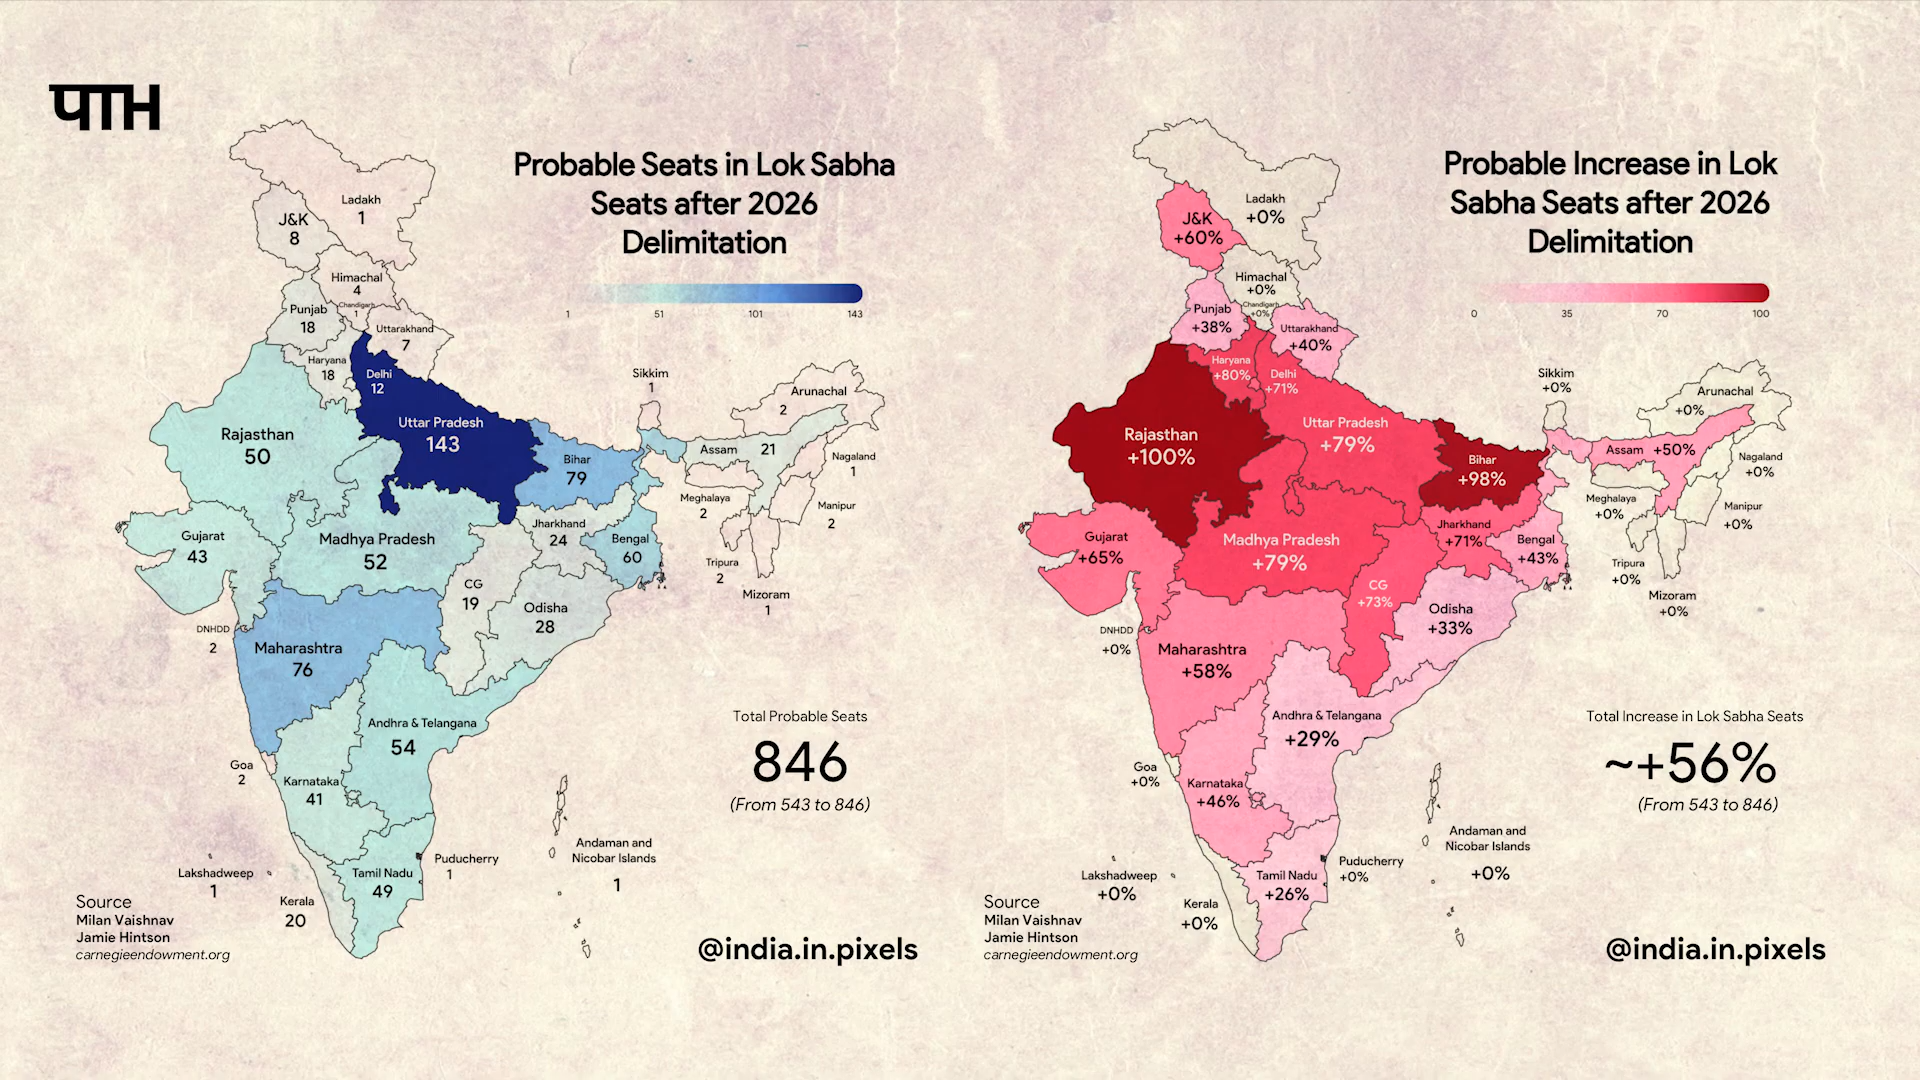 पTH
Probable Seats in Lok Sabha
Seats after 2026
Delimitation
1 51 101 143
Ladakh
1
J&K
8
Himachal
4
Chandigarh
1
Punjab
18
Uttarakhand
7
Haryana
18
Delhi
12
Uttar Pradesh
143
Rajasthan
50
Bihar
79
Sikkim
1
Arunachal
2
Assam 21
Nagaland
1
Meghalaya
2
Manipur
2
Tripura
2
Mizoram
1
Gujarat
43
Madhya Pradesh
52
Jharkhand
24
Bengal
60
CG
19
Odisha
28
DNHDD
2
Maharashtra
76
Andhra & Telangana
54
Goa
2
Karnataka
41
Tamil Nadu
49
Puducherry
1
Kerala
20
Lakshadweep
1
Andaman and
Nicobar Islands
1
Total Probable Seats
846
(From 543 to 846)
Source
Milan Vaishnav
Jamie Hintson
carnegieendowment.org
@india.in.pixels
Probable Increase in Lok
Sabha Seats after 2026
Delimitation
0 35 70 100
Ladakh
+0%
J&K
+60%
Himachal
+0%
Chandigarh
+0%
Punjab
+38%
Uttarakhand
+40%
Haryana
+80%
Delhi
+71%
Uttar Pradesh
+79%
Rajasthan
+100%
Bihar
+98%
Sikkim
+0%
Arunachal
+0%
Assam +50%
Nagaland
+0%
Meghalaya
+0%
Manipur
+0%
Tripura
+0%
Mizoram
+0%
Gujarat
+65%
Madhya Pradesh
+79%
Jharkhand
+71%
Bengal
+43%
CG
+73%
Odisha
+33%
DNHDD
+0%
Maharashtra
+58%
Andhra & Telangana
+29%
Goa
+0%
Karnataka
+46%
Tamil Nadu
+26%
Puducherry
+0%
Kerala
+0%
Lakshadweep
+0%
Andaman and
Nicobar Islands
+0%
Total Increase in Lok Sabha Seats
~+56%
(From 543 to 846)
Source
Milan Vaishnav
Jamie Hintson
carnegieendowment.org
@india.in.pixels